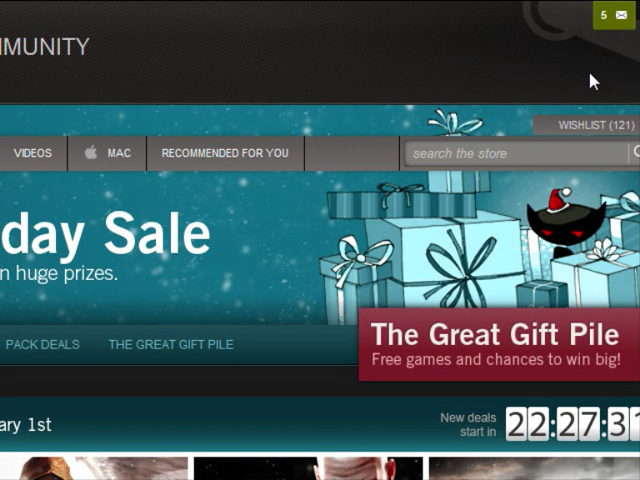 5
MMUNITY
WISHLIST (121)
VIDEOS
MAC
RECOMMENDED FOR YOU
search the store
day Sale
n huge prizes.
The Great Gift Pile
Free games and chances to win big!
PACK DEALS
THE GREAT GIFT PILE
ary 1st
New deals
start in
22:27:31